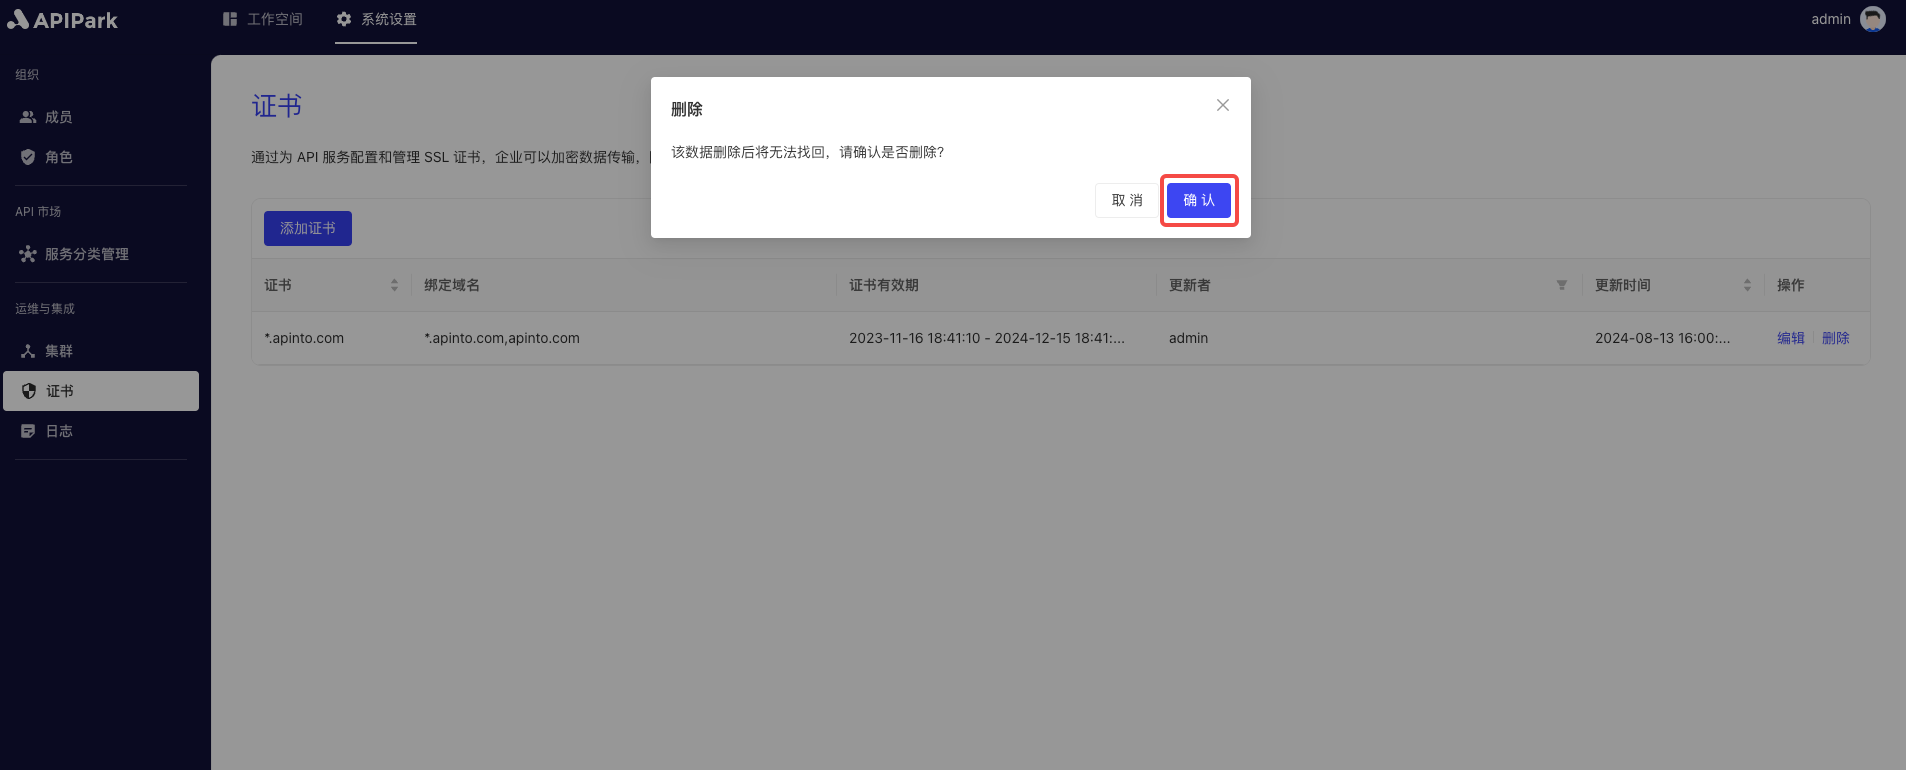 APIPark
工作空间
系统设置
admin
组织
成员
角色
API 市场
服务分类管理
运维与集成
集群
证书
日志
证书
通过为 API 服务配置和管理 SSL 证书，企业可以加密数据传输，
删除
该数据删除后将无法找回，请确认是否删除?
取 消
确 认
添加证书
证书 绑定域名 证书有效期 更新者 更新时间 操作
*.apinto.com *.apinto.com,apinto.com 2023-11-16 18:41:10 - 2024-12-15 18:41:... admin 2024-08-13 16:00:... 编辑 删除